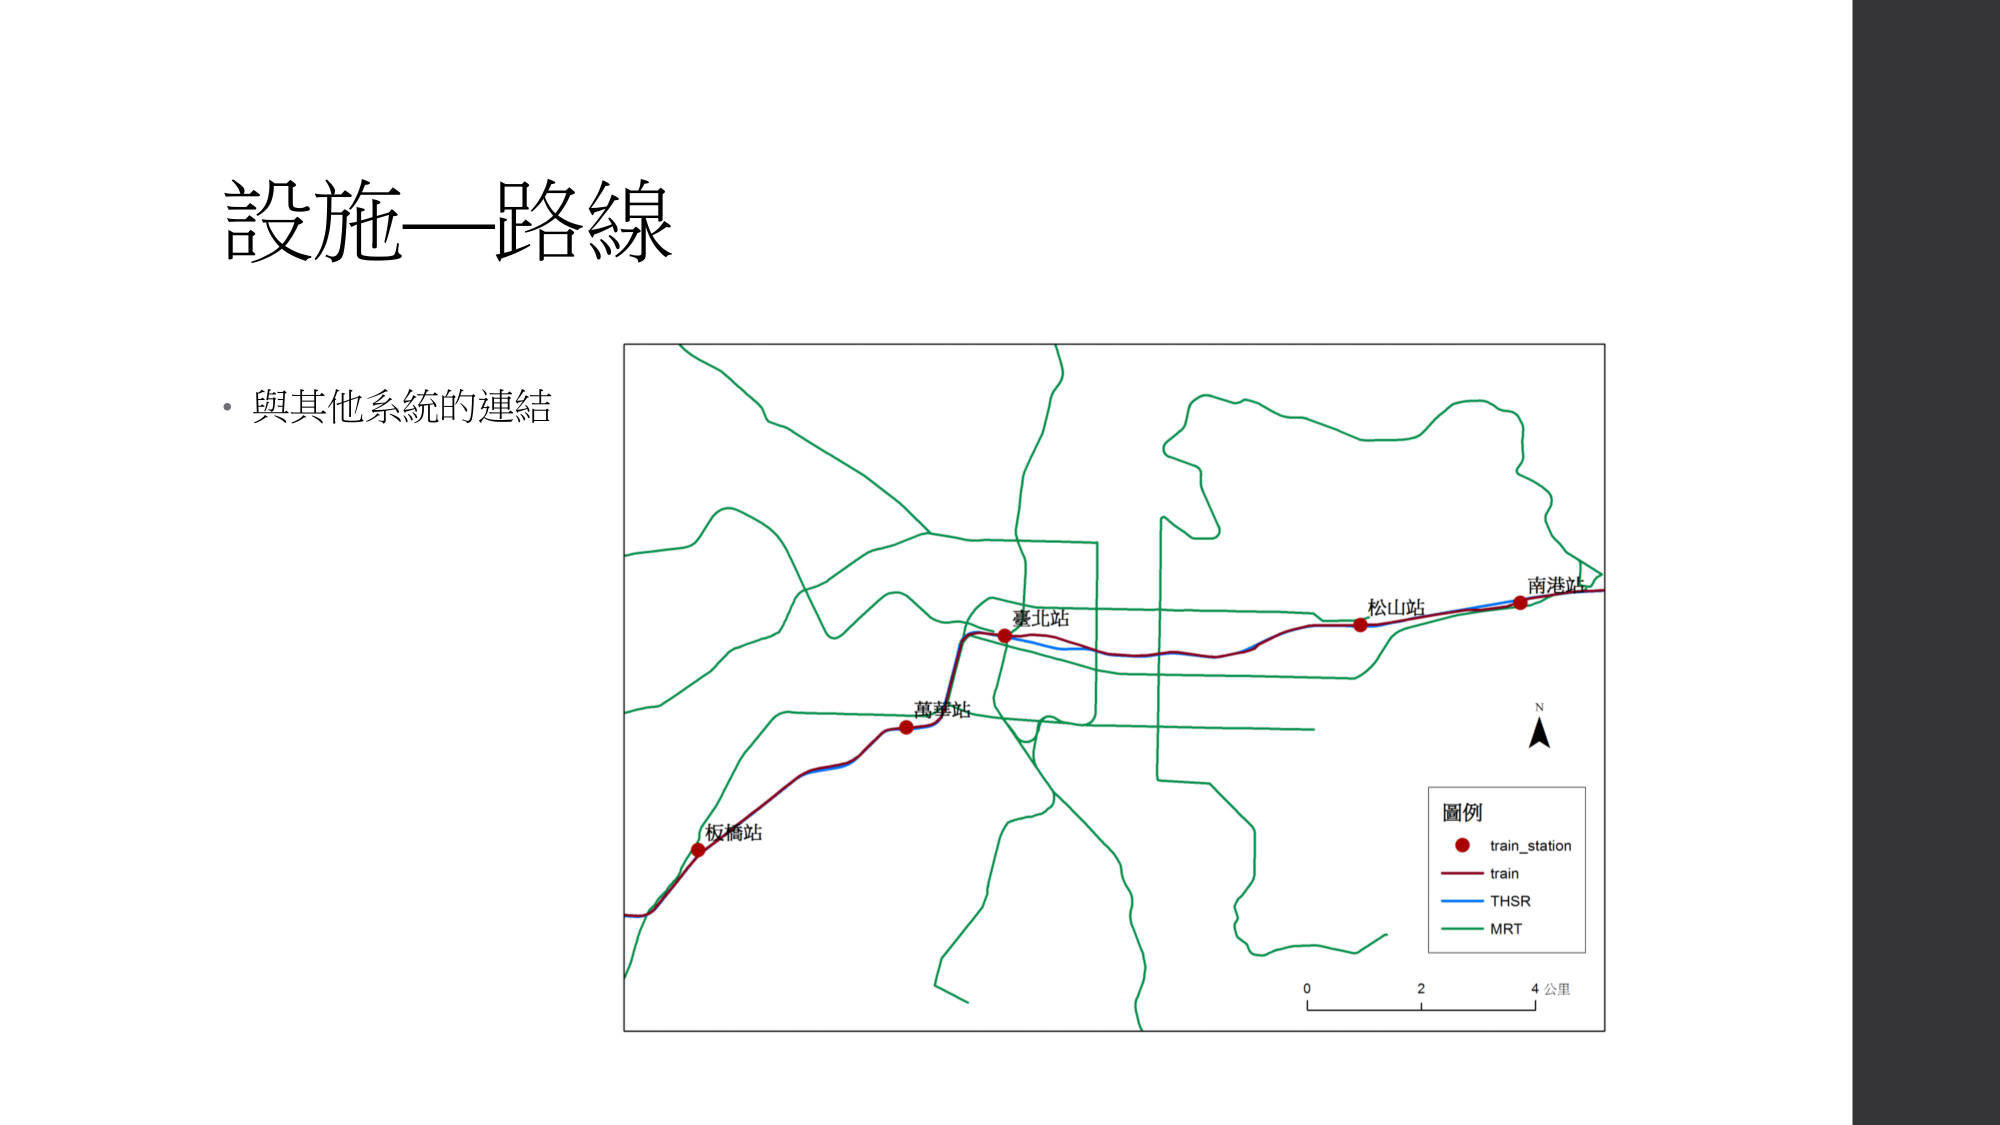 設施—路線
• 與其他系統的連結
南港站
松山站
臺北站
萬華站
板橋站
N
圖例
train_station
train
THSR
MRT
0 2 4 公里